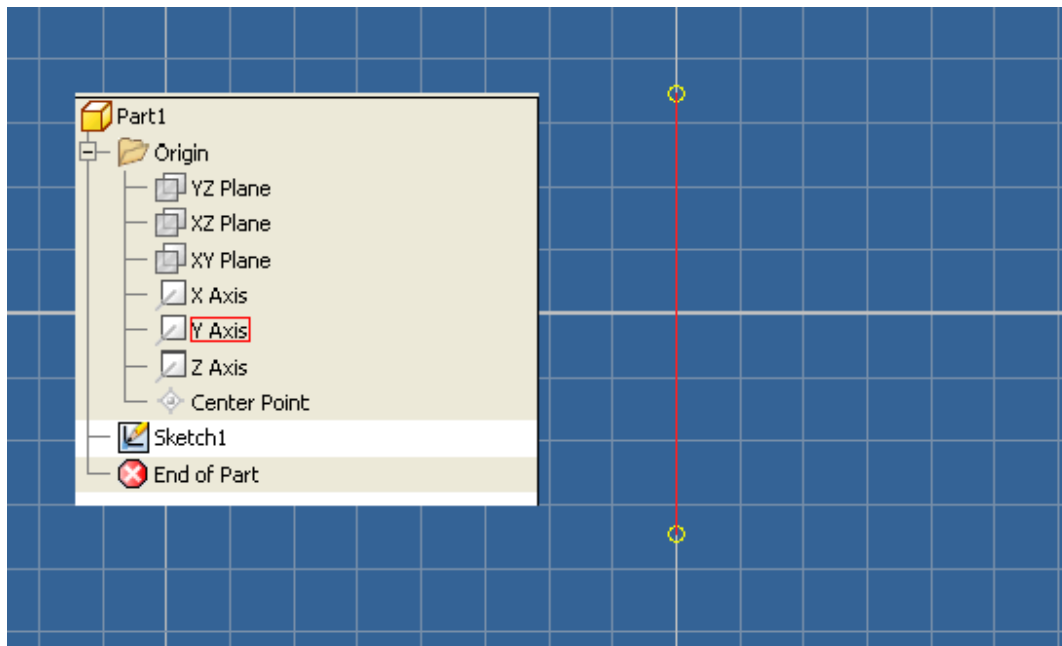 Part1
Origin
YZ Plane
XZ Plane
XY Plane
X Axis
Y Axis
Z Axis
Center Point
Sketch1
End of Part